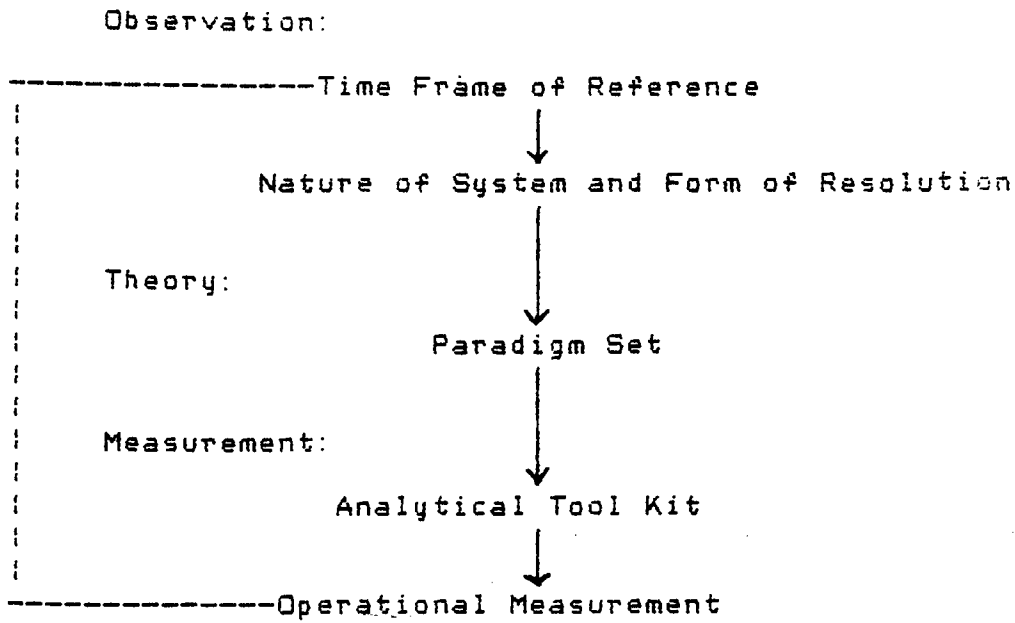 Observation:
Time Frame of Reference
Nature of System and Form of Resolution
Theory:
Paradigm Set
Measurement:
Analytical Tool Kit
Operational Measurement